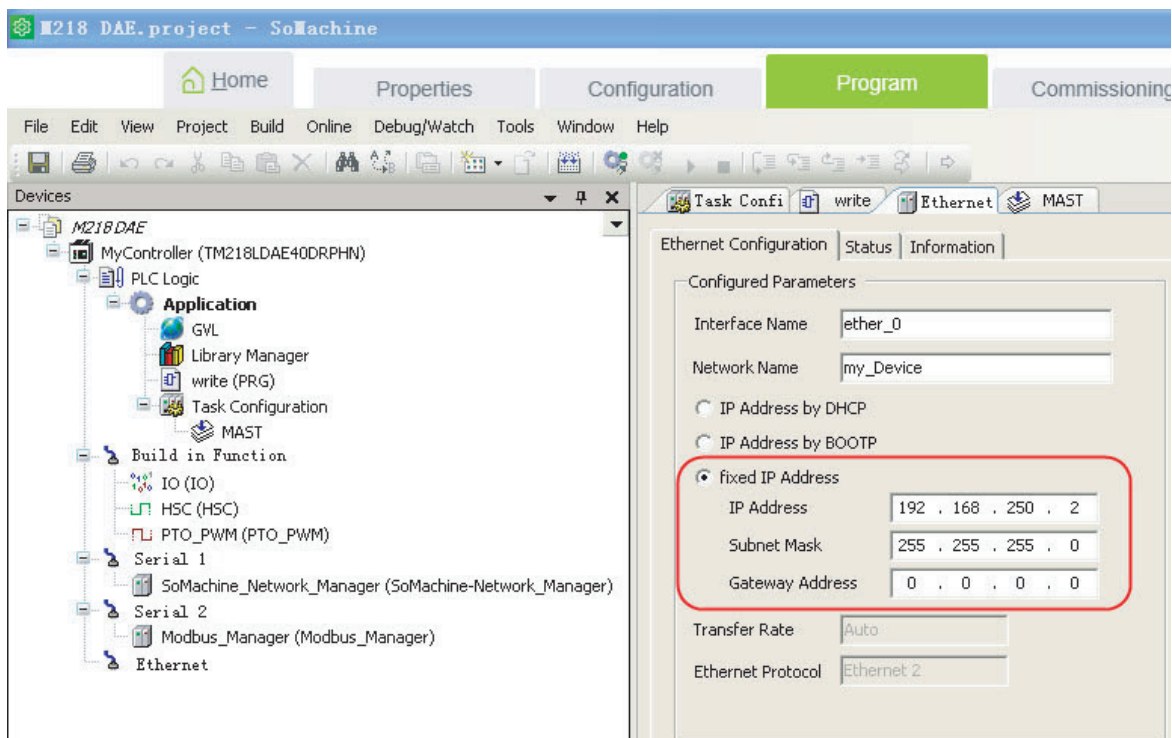 M218 DAE.project - SoMachine
Home Properties Configuration Program Commissioning
File Edit View Project Build Online Debug/Watch Tools Window Help
Devices
M218 DAE
MyController (TM218LDAE40DRPHN)
PLC Logic
Application
GVL
Library Manager
write (PRG)
Task Configuration
MAST
Build in Function
IO (IO)
HSC (HSC)
PTO_PWM (PTO_PWM)
Serial 1
SoMachine_Network_Manager (SoMachine-Network_Manager)
Serial 2
Modbus_Manager (Modbus_Manager)
Ethernet
Task Confi write Ethernet MAST
Ethernet Configuration Status Information
Configured Parameters
Interface Name ether_0
Network Name my_Device
IP Address by DHCP
IP Address by BOOTP
fixed IP Address
IP Address 192 . 168 . 250 . 2
Subnet Mask 255 . 255 . 255 . 0
Gateway Address 0 . 0 . 0 . 0
Transfer Rate Auto
Ethernet Protocol Ethernet 2